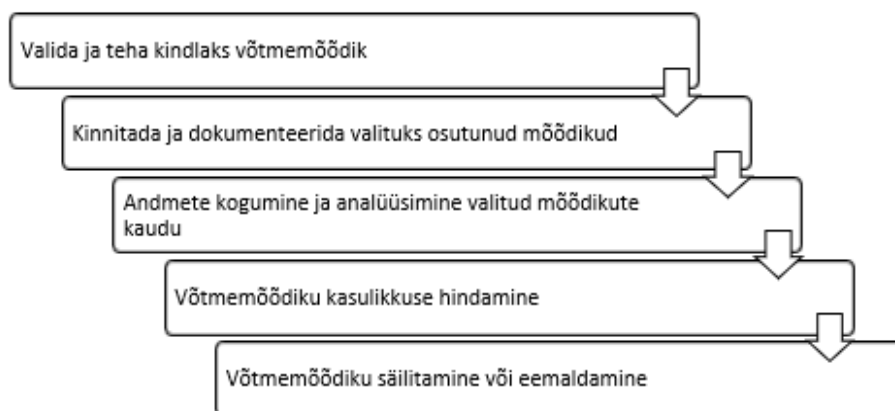 Valida ja teha kindlaks võtmemõõdik
Kinnitada ja dokumenteerida valituks osutunud mõõdikud
Andmete kogumine ja analüüsimine valitud mõõdikute
kaudu
Võtmemõõdiku kasulikkuse hindamine
Võtmemõõdiku säilitamine või eemaldamine